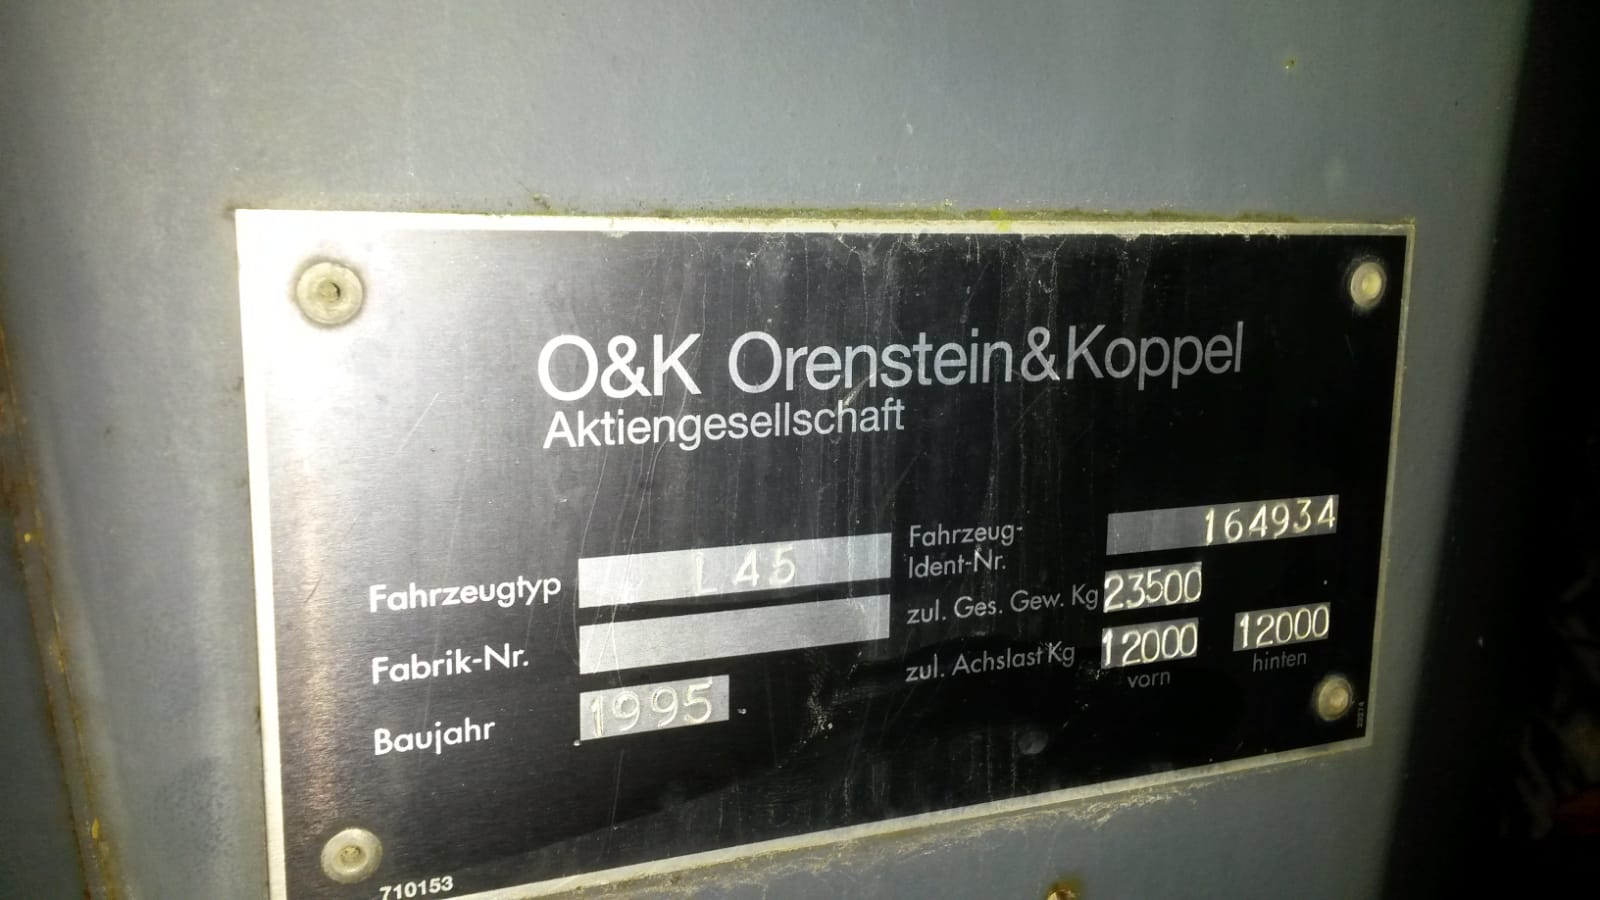 O&K Orenstein&Koppel
Aktiengesellschaft
Fahrzeugtyp L45
Fabrik-Nr.
Baujahr 1995
Fahrzeug-
Ident-Nr. 164934
zul. Ges. Gew. Kg 23500
zul. Achslast Kg 12000 12000
vorn hinten
710153